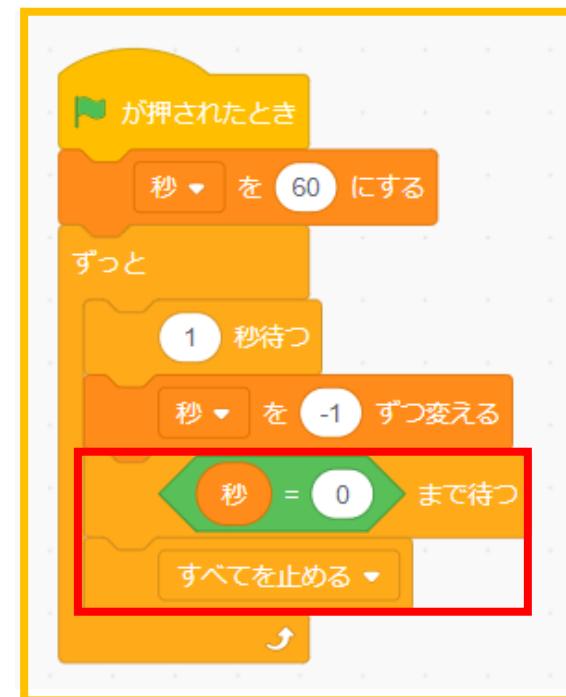 が押されたとき
秒 を 60 にする
ずっと
1 秒待つ
秒 を -1 ずつ変える
秒 = 0 まで待つ
すべてを止める